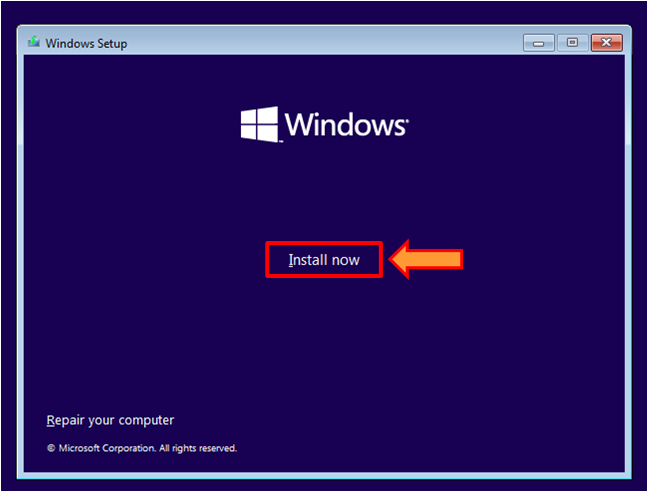 Windows Setup
Windows
Install now
Repair your computer
© Microsoft Corporation. All rights reserved.